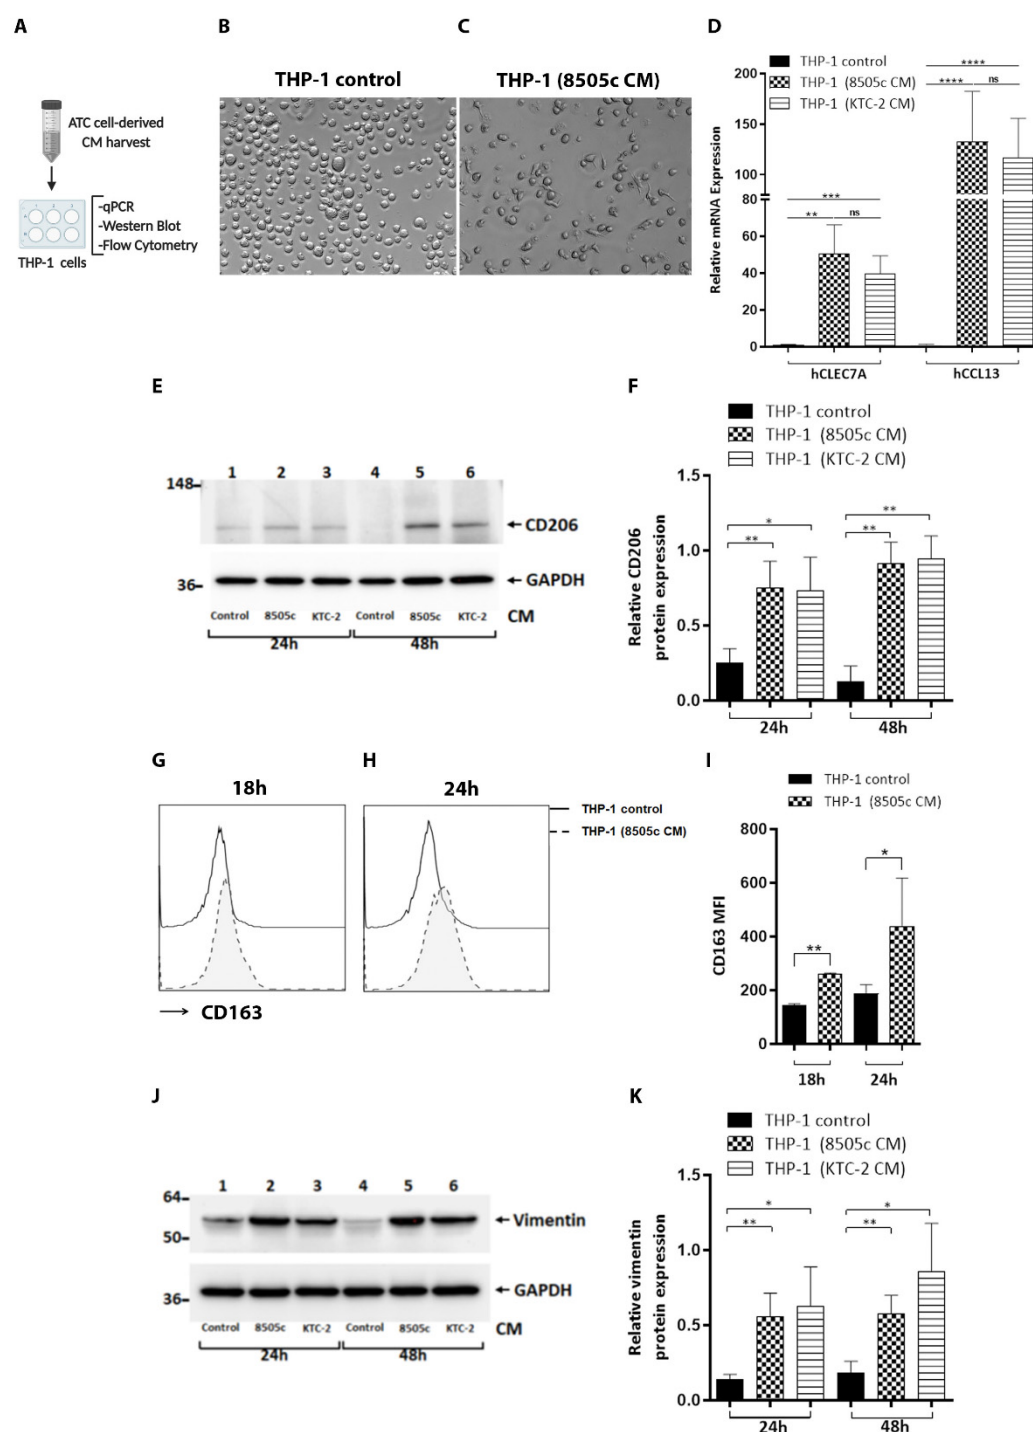 A
B
C
D
THP-1 control
THP-1 (8505c CM)
ATC cell-derived
CM harvest
-qPCR
-Western Blot
-Flow Cytometry
THP-1 cells
THP-1 control
THP-1 (8505c CM)
THP-1 (KTC-2 CM)
Relative mRNA Expression
200
150
100
80
60
40
20
0
**
***
ns
****
****
ns
hCLEC7A
hCCL13
E
1 2 3 4 5 6
148
CD206
36
GAPDH
Control 8505c KTC-2 Control 8505c KTC-2 CM
24h 48h
F
THP-1 control
THP-1 (8505c CM)
THP-1 (KTC-2 CM)
Relative CD206
protein expression
1.5
1.0
0.5
0.0
*
**
**
**
24h 48h
G
H
18h
24h
THP-1 control
THP-1 (8505c CM)
CD163
I
THP-1 control
THP-1 (8505c CM)
CD163 MFI
800
600
400
200
0
**
*
18h 24h
J
1 2 3 4 5 6
64
50
Vimentin
36
GAPDH
Control 8505c KTC-2 Control 8505c KTC-2 CM
24h 48h
K
THP-1 control
THP-1 (8505c CM)
THP-1 (KTC-2 CM)
Relative vimentin
protein expression
1.5
1.0
0.5
0.0
*
**
*
**
24h 48h